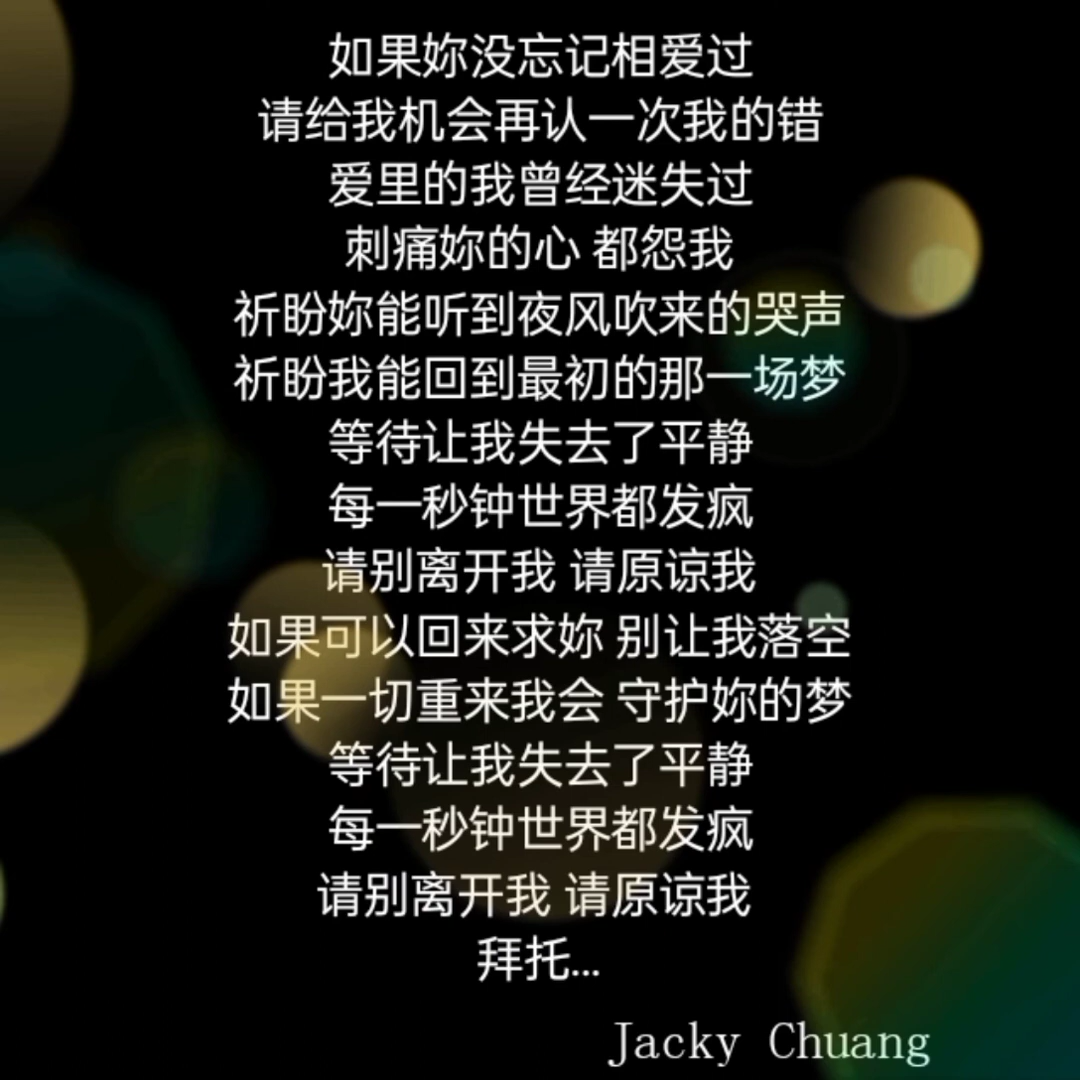 如果妳没忘记相爱过
请给我机会再认一次我的错
爱里的我曾经迷失过
刺痛妳的心 都怨我
祈盼妳能听到夜风吹来的哭声
祈盼我能回到最初的那一场梦
等待让我失去了平静
每一秒钟世界都发疯
请别离开我 请原谅我
如果可以回来求妳 别让我落空
如果一切重来我会 守护妳的梦
等待让我失去了平静
每一秒钟世界都发疯
请别离开我 请原谅我
拜托...
Jacky Chuang